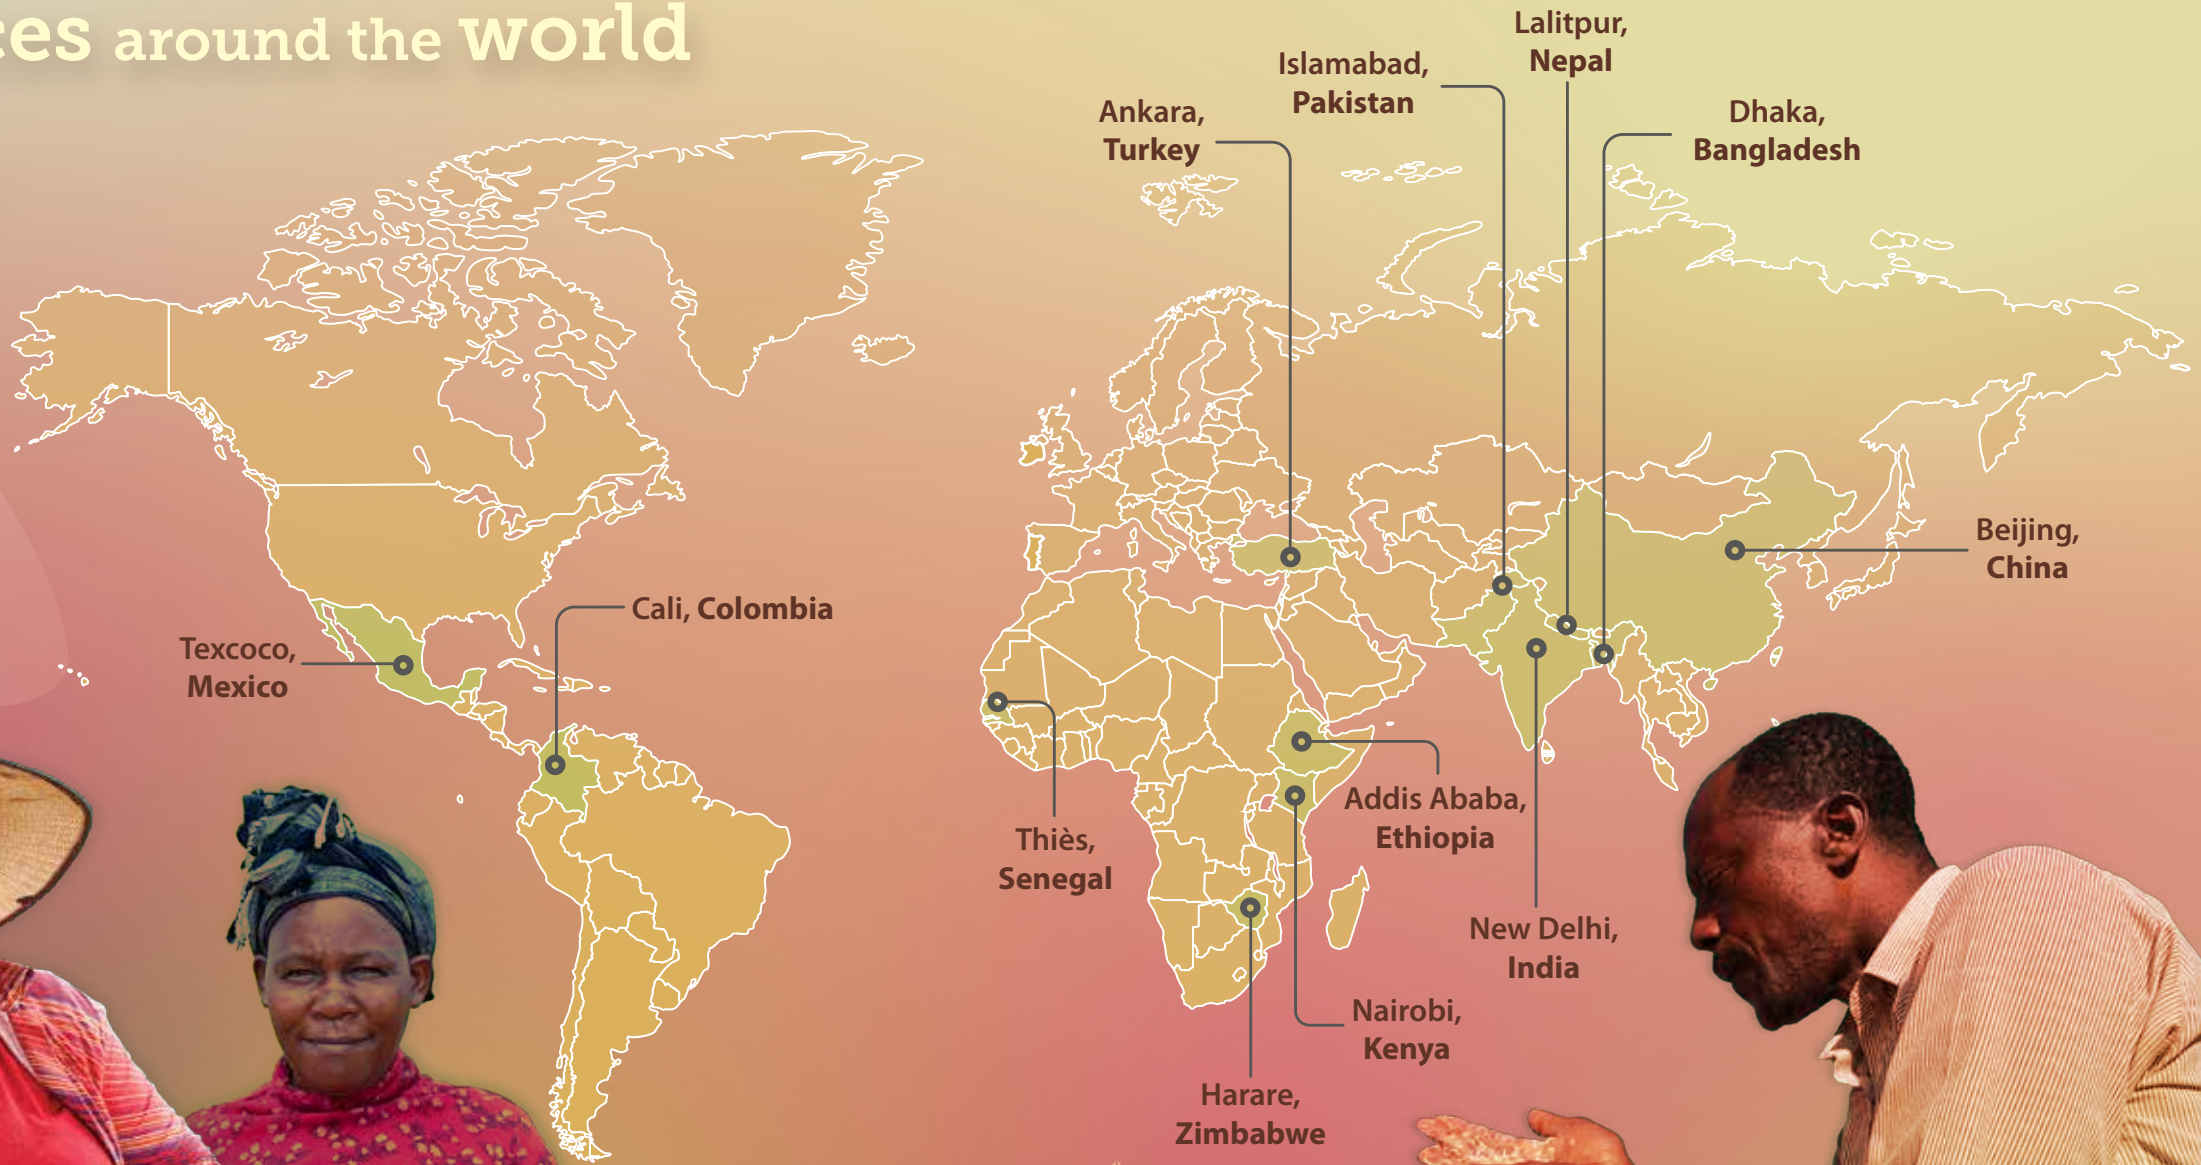 around the world
Lalitpur,
Nepal
Islamabad,
Pakistan
Ankara,
Turkey
Dhaka,
Bangladesh
Beijing,
China
Cali, Colombia
Texcoco,
Mexico
Thiès,
Senegal
Addis Ababa,
Ethiopia
New Delhi,
India
Nairobi,
Kenya
Harare,
Zimbabwe